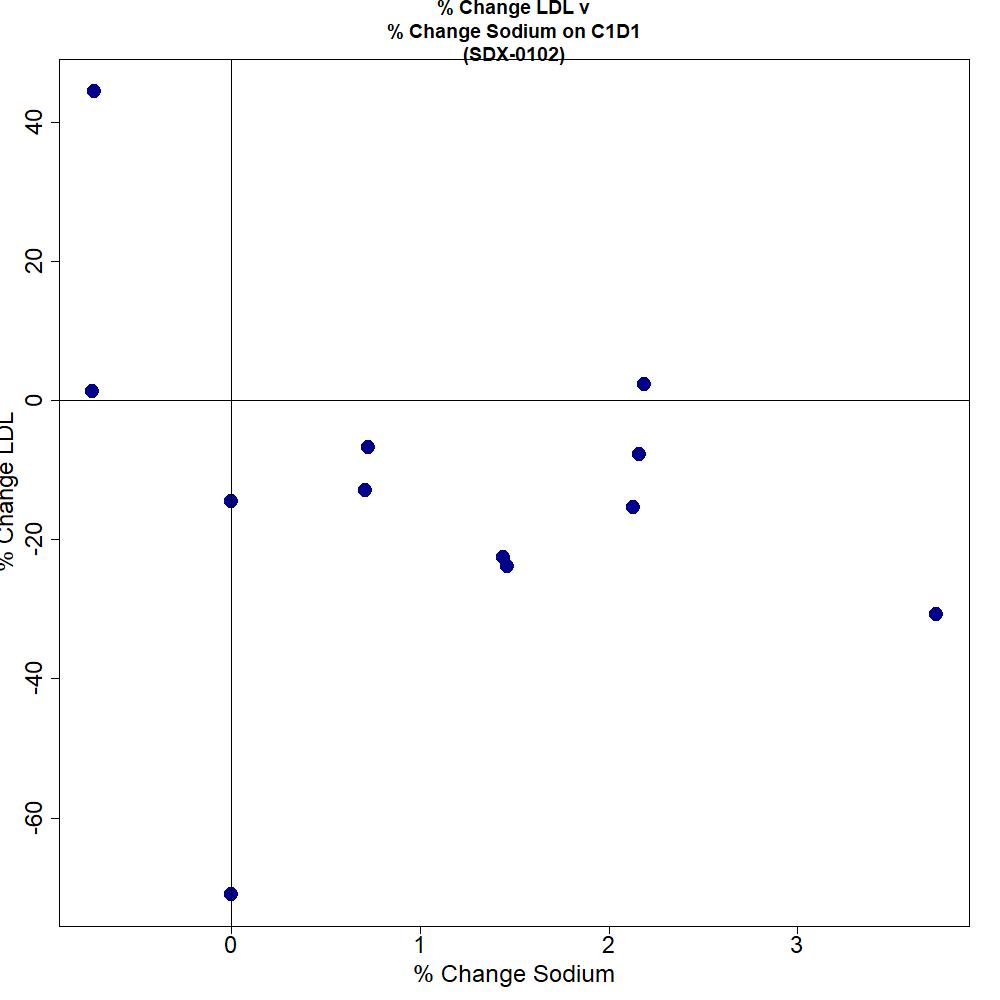 % Change LDL v
% Change Sodium on C1D1
(SDX-0102)
40
20
0
-20
-40
-60
% Change LDL
0
1
2
3
% Change Sodium